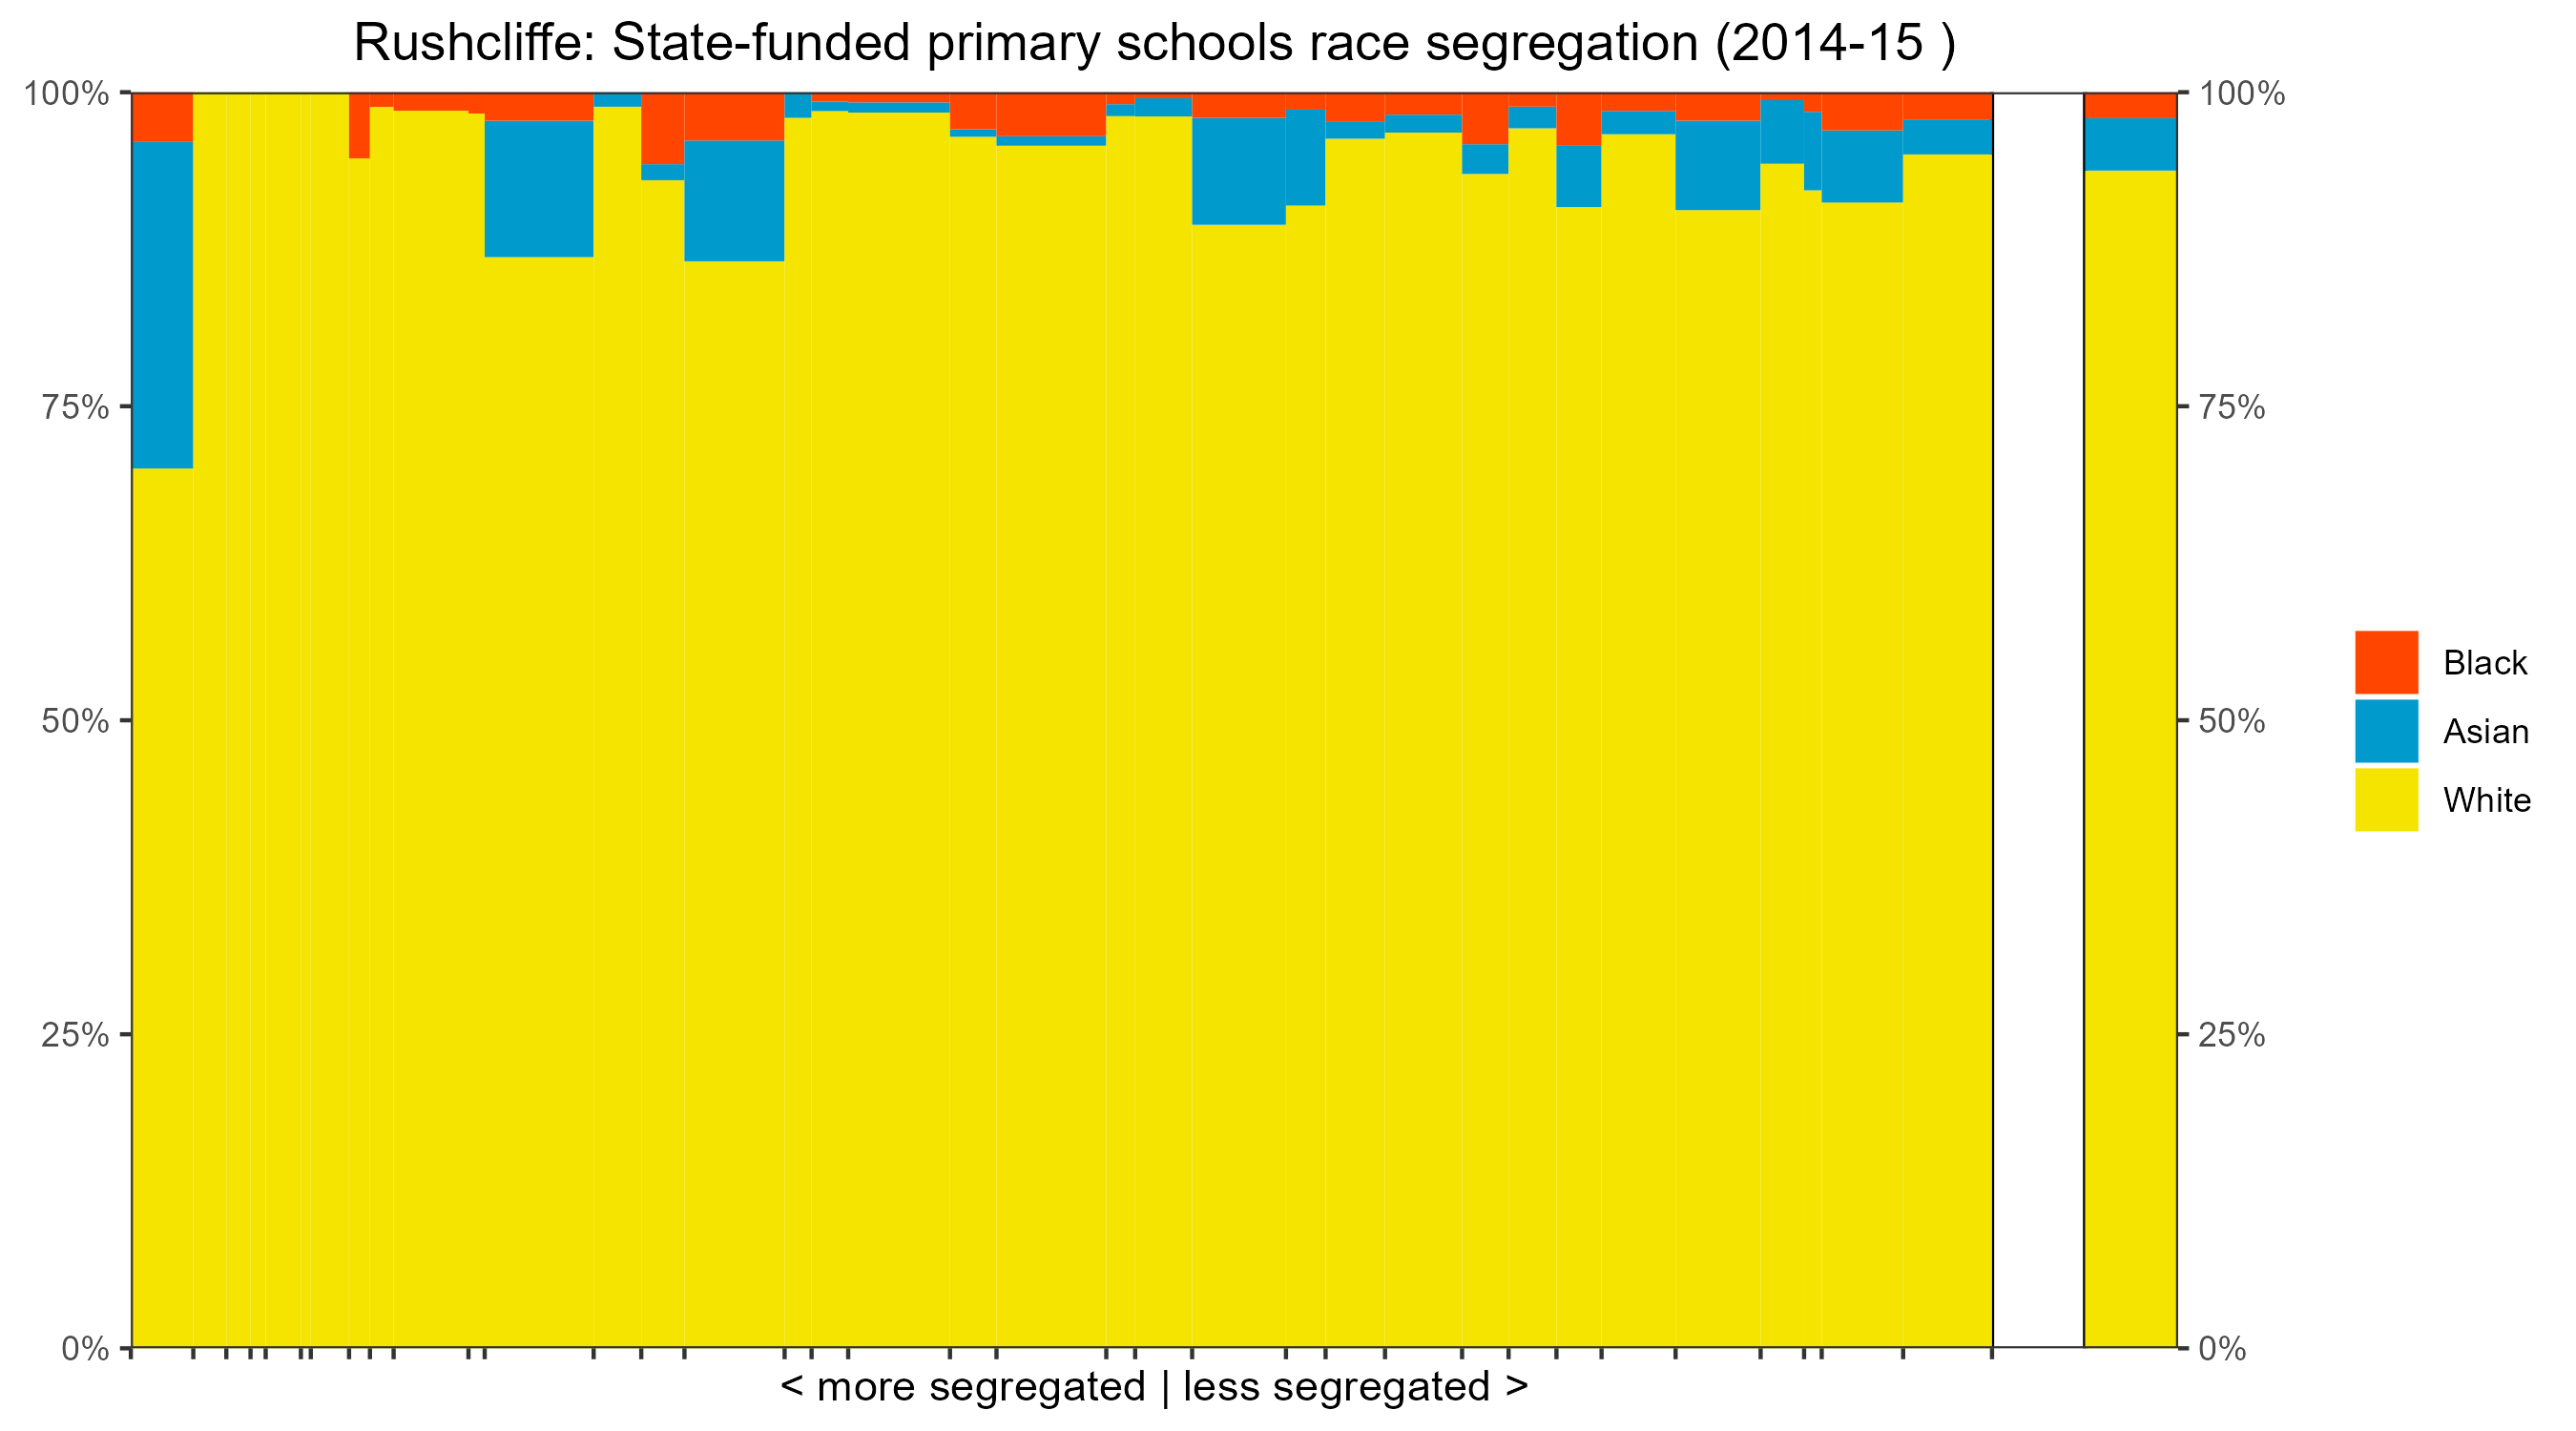 Rushcliffe: State-funded primary schools race segregation (2014-15 )
100%
75%
50%
25%
0%
100%
75%
50%
25%
0%
Black
Asian
White
< more segregated | less segregated >